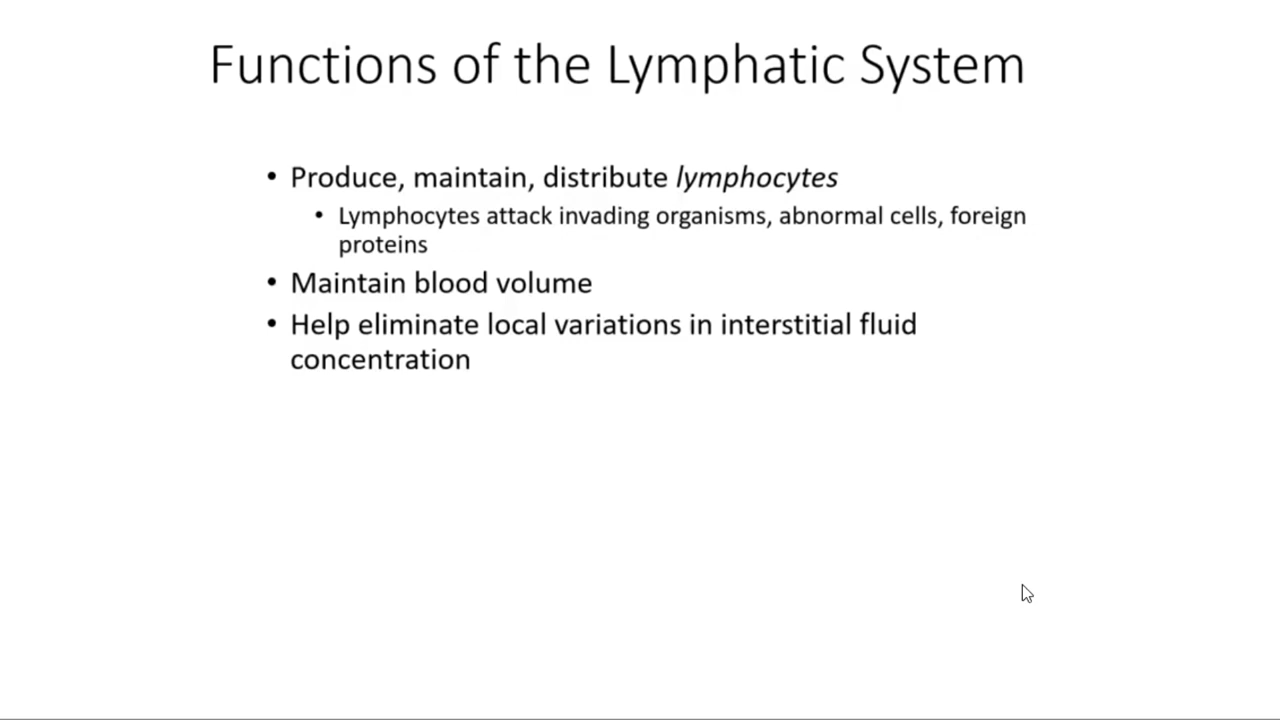 Functions of the Lymphatic System
• Produce, maintain, distribute lymphocytes
• Lymphocytes attack invading organisms, abnormal cells, foreign
proteins
• Maintain blood volume
• Help eliminate local variations in interstitial fluid
concentration